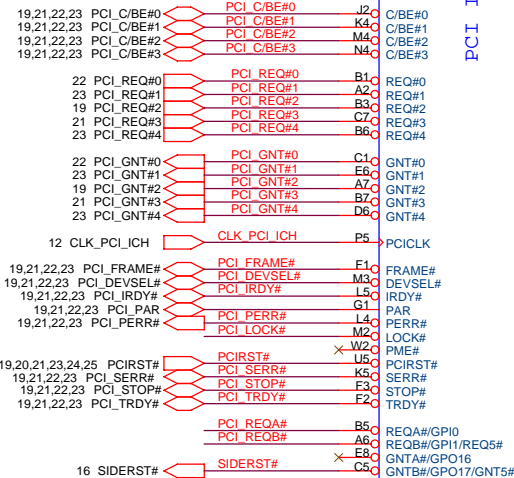 19,21,22,23 PCI_C/BE#0 PCI_C/BE#0 J2 C/BE#0
19,21,22,23 PCI_C/BE#1 PCI_C/BE#1 K4 C/BE#1
19,21,22,23 PCI_C/BE#2 PCI_C/BE#2 M4 C/BE#2
19,21,22,23 PCI_C/BE#3 PCI_C/BE#3 N4 C/BE#3
PCI
22 PCI_REQ#0 PCI_REQ#0 B1 REQ#0
23 PCI_REQ#1 PCI_REQ#1 A2 REQ#1
19 PCI_REQ#2 PCI_REQ#2 B3 REQ#2
21 PCI_REQ#3 PCI_REQ#3 C7 REQ#3
23 PCI_REQ#4 PCI_REQ#4 B6 REQ#4
22 PCI_GNT#0 PCI_GNT#0 C1 GNT#0
23 PCI_GNT#1 PCI_GNT#1 E6 GNT#1
19 PCI_GNT#2 PCI_GNT#2 A7 GNT#2
21 PCI_GNT#3 PCI_GNT#3 B7 GNT#3
23 PCI_GNT#4 PCI_GNT#4 D6 GNT#4
12 CLK_PCI_ICH CLK_PCI_ICH P5 PCICLK
19,21,22,23 PCI_FRAME# PCI_FRAME# F1 FRAME#
19,21,22,23 PCI_DEVSEL# PCI_DEVSEL# M3 DEVSEL#
19,21,22,23 PCI_IRDY# PCI_IRDY# L5 IRDY#
19,21,22,23 PCI_PAR G1 PAR
19,21,22,23 PCI_PERR# PCI_PERR# L4 PERR#
PCI_LOCK# M2 LOCK#
W2 PME#
19,20,21,23,24,25 PCIRST# PCIRST# U5 PCIRST#
19,21,22,23 PCI_SERR# PCI_SERR# K5 SERR#
19,21,22,23 PCI_STOP# PCI_STOP# F3 STOP#
19,21,22,23 PCI_TRDY# PCI_TRDY# F2 TRDY#
PCI_REQA# B5 REQA#/GPI0
PCI_REQB# A6 REQB#/GPI1/REQ5#
E8 GNTA#/GPO16
16 SIDERST# SIDERST# C5 GNTB#/GPO17/GNT5#